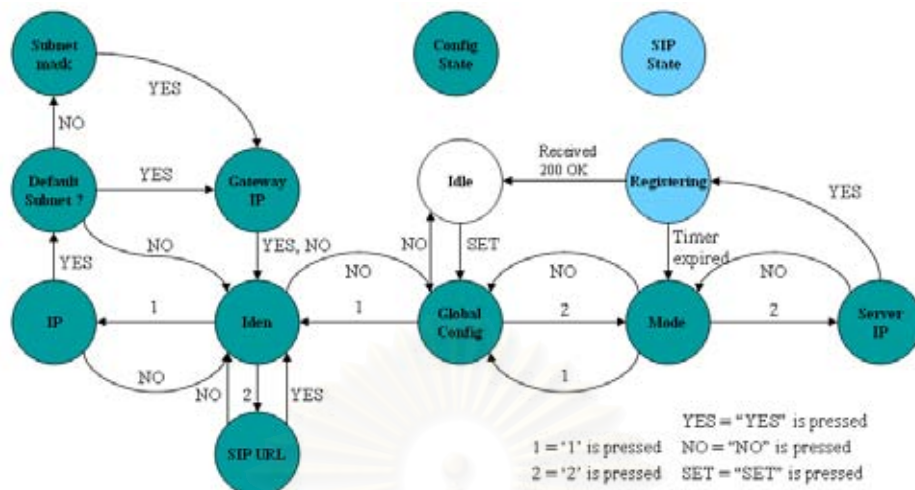 Subnet
mask
Config
State
SIP
State
YES
NO
Default
Subnet ?
YES
Gateway
IP
Idle
Received
200 OK
Registering
YES
NO
YES, NO
NO
SET
Timer
expired
YES
NO
NO
NO
IP
1
Iden
1
Global
Config
2
Mode
2
Server
IP
NO
NO
2
YES
1
SIP URL
YES = "YES" is pressed
1 = '1' is pressed
NO = "NO" is pressed
2 = '2' is pressed
SET = "SET" is pressed